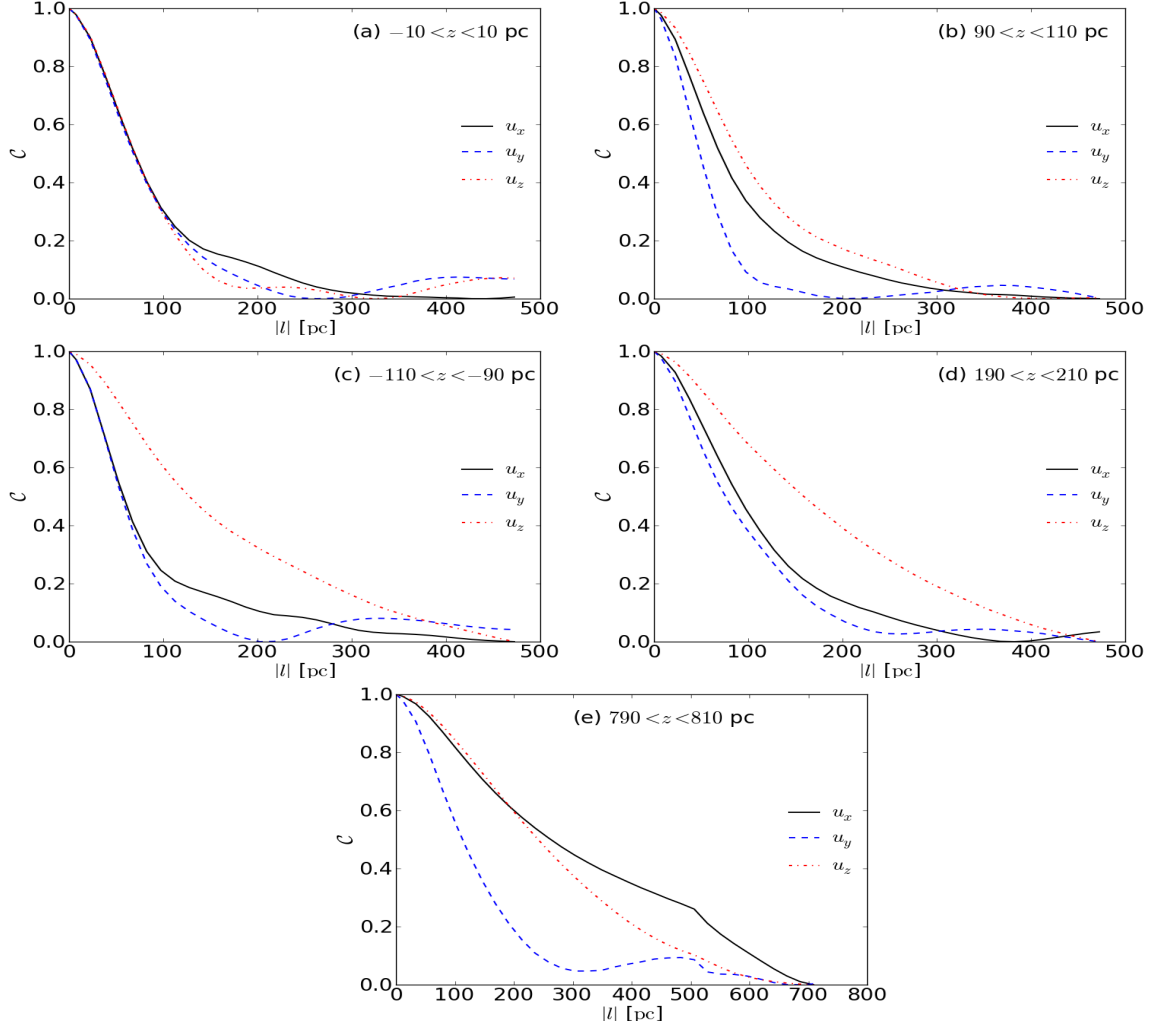 (a) −10 < z < 10 pc
1.0
0.8
0.6
0.4
0.2
0.0
𝒞
u_x
u_y
u_z
0 100 200 300 400 500
|l| [pc]
(b) 90 < z < 110 pc
1.0
0.8
0.6
0.4
0.2
0.0
𝒞
u_x
u_y
u_z
0 100 200 300 400 500
|l| [pc]
(c) −110 < z < −90 pc
1.0
0.8
0.6
0.4
0.2
0.0
𝒞
u_x
u_y
u_z
0 100 200 300 400 500
|l| [pc]
(d) 190 < z < 210 pc
1.0
0.8
0.6
0.4
0.2
0.0
𝒞
u_x
u_y
u_z
0 100 200 300 400 500
|l| [pc]
(e) 790 < z < 810 pc
1.0
0.8
0.6
0.4
0.2
0.0
𝒞
u_x
u_y
u_z
0 100 200 300 400 500 600 700 800
|l| [pc]